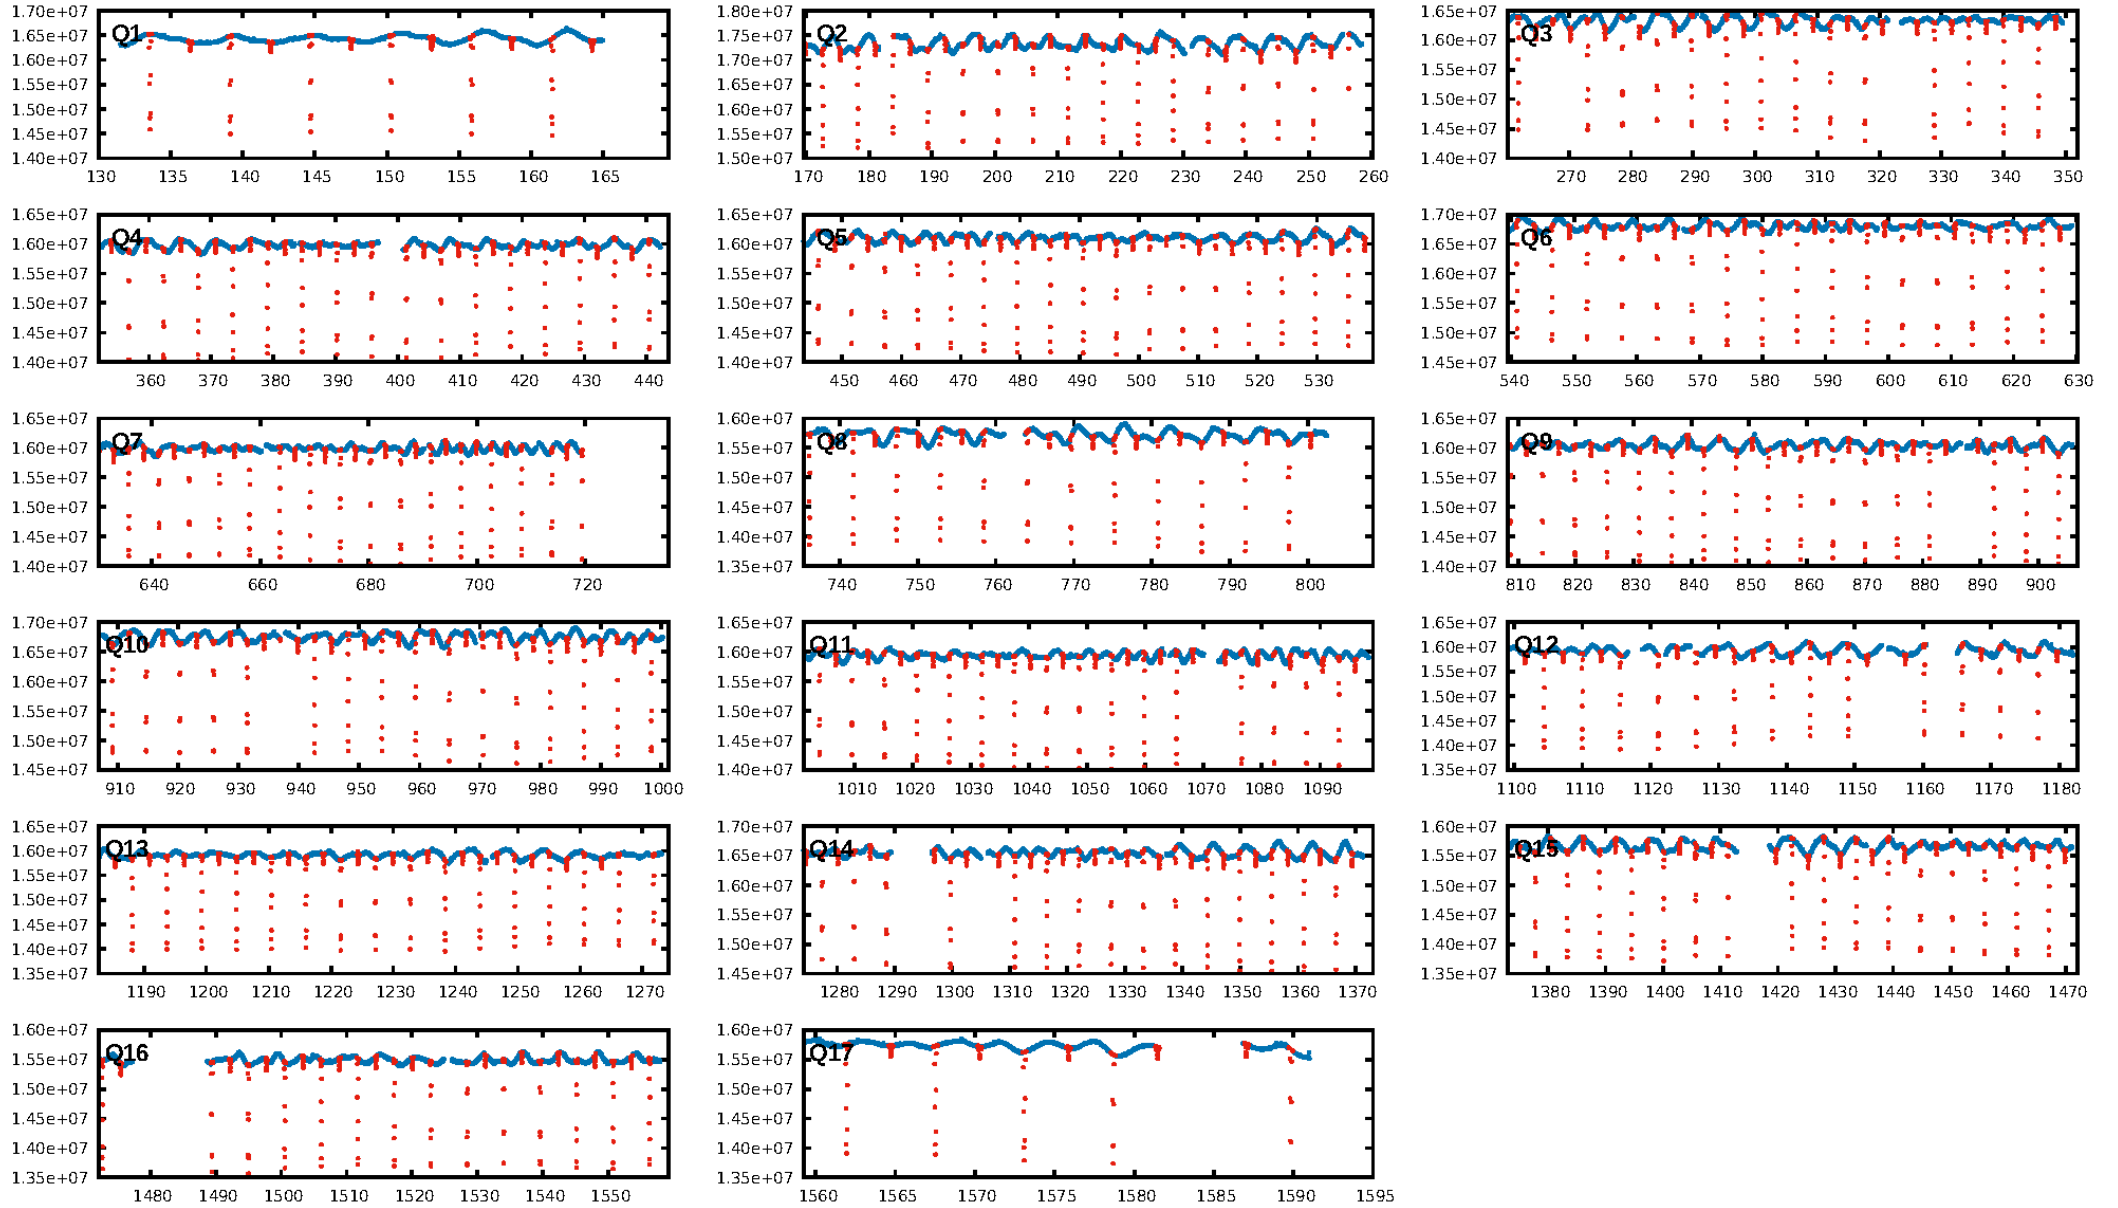 1.70e+07 1.65e+07 1.60e+07 1.55e+07 1.50e+07 1.45e+07 1.40e+07
Q1
130 135 140 145 150 155 160 165
1.80e+07 1.75e+07 1.70e+07 1.65e+07 1.60e+07 1.55e+07 1.50e+07
Q2
170 180 190 200 210 220 230 240 250 260
1.65e+07 1.60e+07 1.55e+07 1.50e+07 1.45e+07 1.40e+07
Q3
270 280 290 300 310 320 330 340 350
1.65e+07 1.60e+07 1.55e+07 1.50e+07 1.45e+07 1.40e+07
Q4
360 370 380 390 400 410 420 430 440
1.65e+07 1.60e+07 1.55e+07 1.50e+07 1.45e+07 1.40e+07
Q5
450 460 470 480 490 500 510 520 530
1.70e+07 1.65e+07 1.60e+07 1.55e+07 1.50e+07 1.45e+07
Q6
540 550 560 570 580 590 600 610 620 630
1.65e+07 1.60e+07 1.55e+07 1.50e+07 1.45e+07 1.40e+07
Q7
640 660 680 700 720
1.60e+07 1.55e+07 1.50e+07 1.45e+07 1.40e+07 1.35e+07
Q8
740 750 760 770 780 790 800
1.65e+07 1.60e+07 1.55e+07 1.50e+07 1.45e+07 1.40e+07
Q9
810 820 830 840 850 860 870 880 890 900
1.70e+07 1.65e+07 1.60e+07 1.55e+07 1.50e+07 1.45e+07
Q10
910 920 930 940 950 960 970 980 990 1000
1.65e+07 1.60e+07 1.55e+07 1.50e+07 1.45e+07 1.40e+07
Q11
1010 1020 1030 1040 1050 1060 1070 1080 1090
1.65e+07 1.60e+07 1.55e+07 1.50e+07 1.45e+07 1.40e+07 1.35e+07
Q12
1100 1110 1120 1130 1140 1150 1160 1170 1180
1.65e+07 1.60e+07 1.55e+07 1.50e+07 1.45e+07 1.40e+07 1.35e+07
Q13
1190 1200 1210 1220 1230 1240 1250 1260 1270
1.70e+07 1.65e+07 1.60e+07 1.55e+07 1.50e+07 1.45e+07
Q14
1280 1290 1300 1310 1320 1330 1340 1350 1360 1370
1.60e+07 1.55e+07 1.50e+07 1.45e+07 1.40e+07 1.35e+07
Q15
1380 1390 1400 1410 1420 1430 1440 1450 1460 1470
1.60e+07 1.55e+07 1.50e+07 1.45e+07 1.40e+07 1.35e+07
Q16
1480 1490 1500 1510 1520 1530 1540 1550
1.60e+07 1.55e+07 1.50e+07 1.45e+07 1.40e+07 1.35e+07
Q17
1560 1565 1570 1575 1580 1585 1590 1595